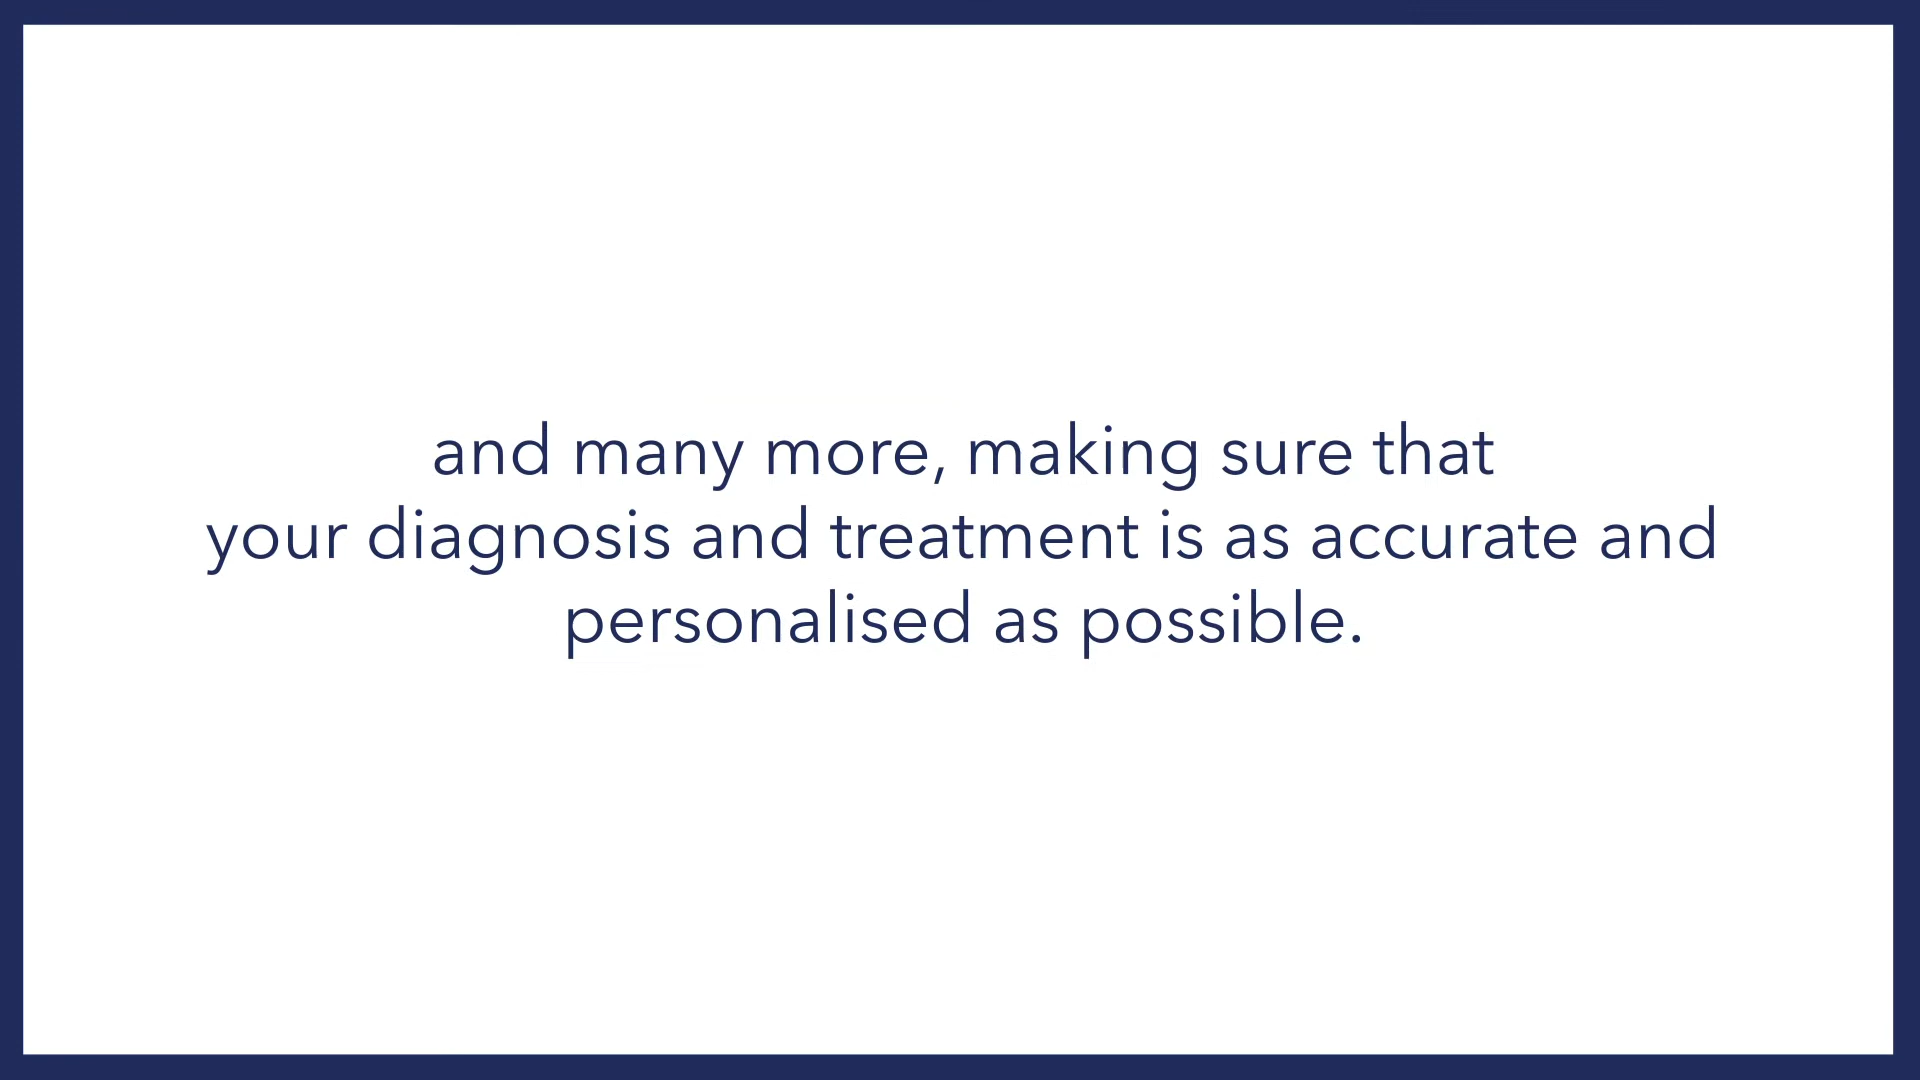 and many more, making sure that
your diagnosis and treatment is as accurate and
personalised as possible.